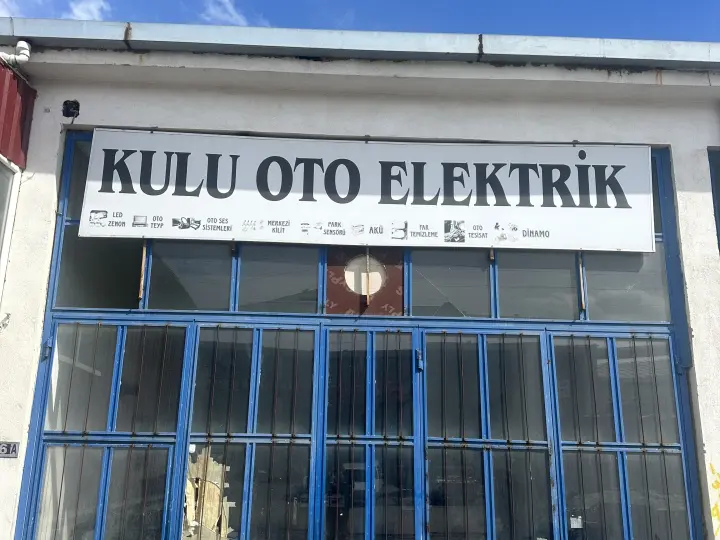 KULU OTO ELEKTRİK
LED ZENON
OTO TEYP
OTO SES SİSTEMLERİ
MERKEZİ KİLİT
PARK SENSÖRÜ
AKÜ
FAR TEMİZLEME
OTO TESİSAT
DİNAMO
6A